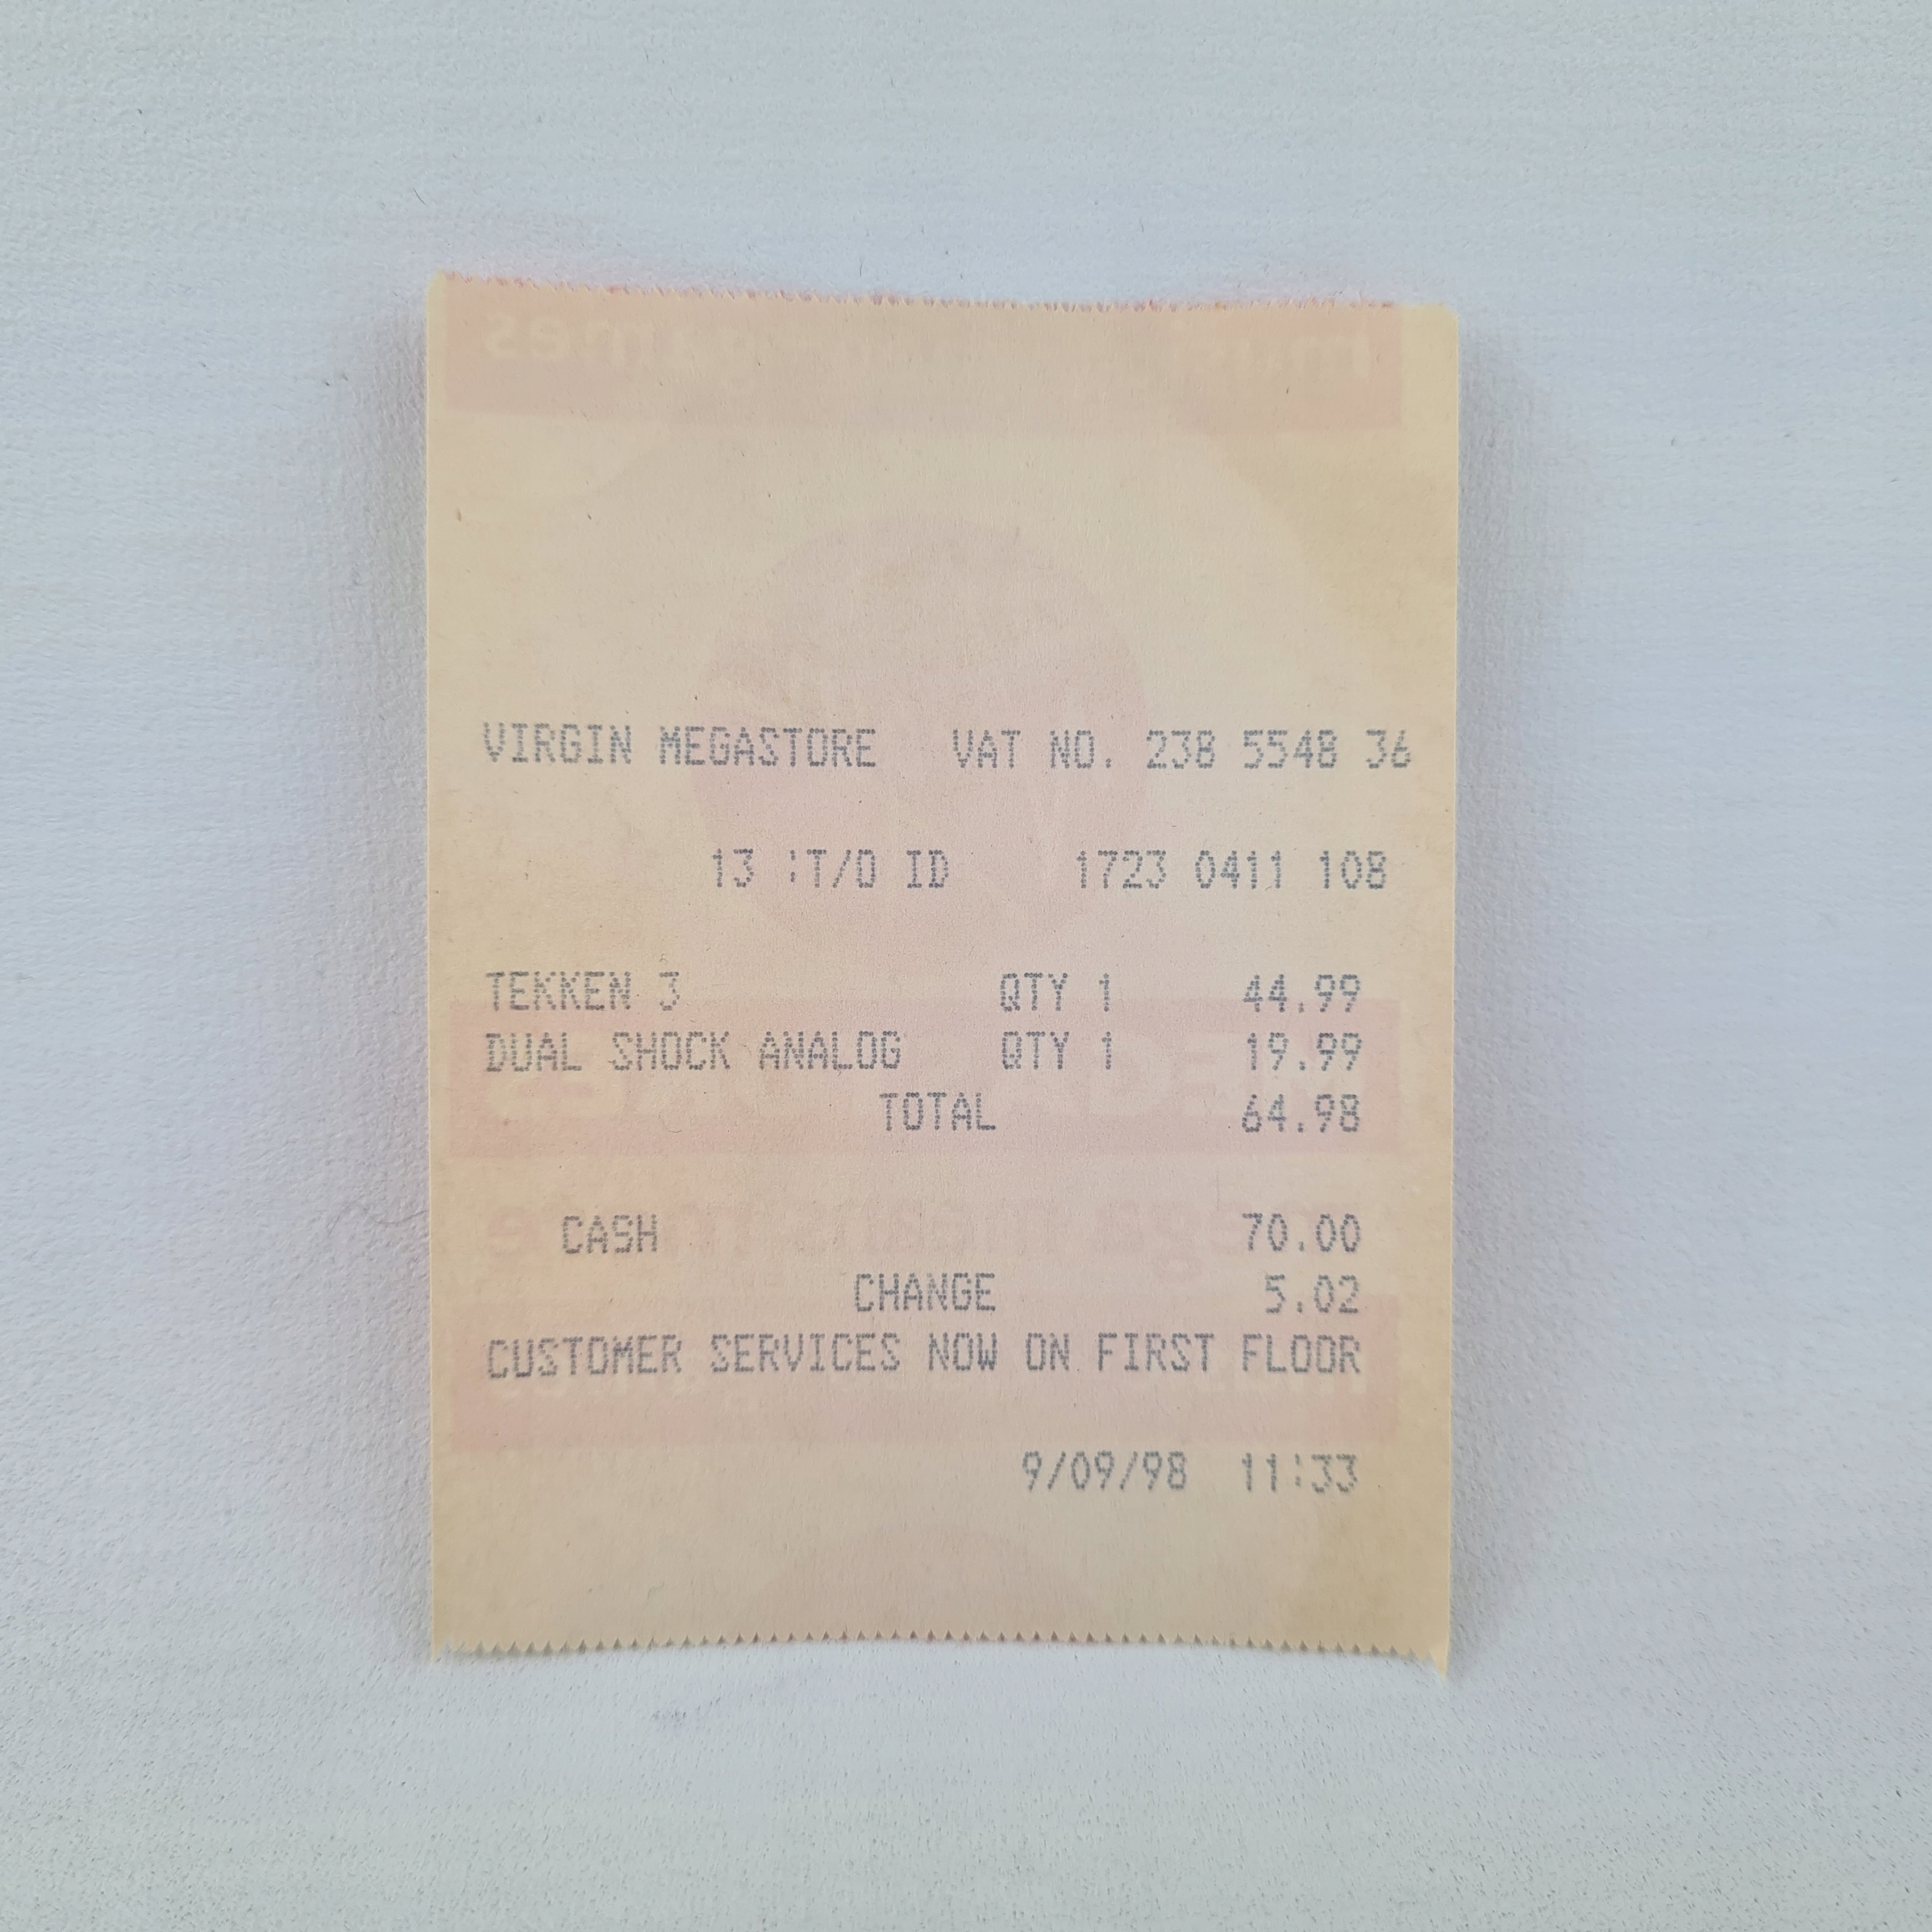 games
VIRGIN MEGASTORE VAT NO. 238 5548 36
13 :T/O ID 1723 0411 108
TEKKEN 3 QTY 1 44.99
DUAL SHOCK ANALOG QTY 1 19.99
TOTAL 64.98
CASH 70.00
CHANGE 5.02
CUSTOMER SERVICES NOW ON FIRST FLOOR
9/09/98 11:33